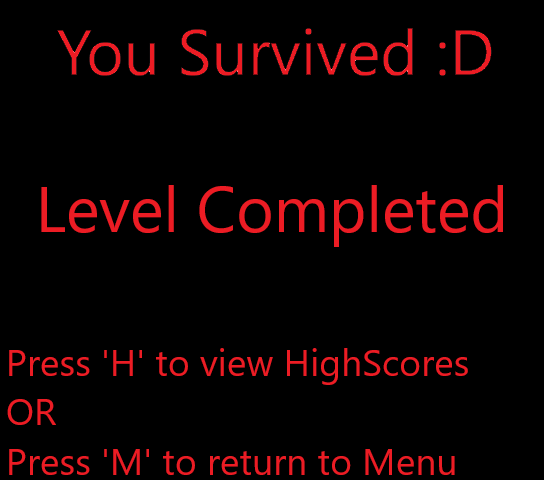 You Survived :D
Level Completed
Press 'H' to view HighScores
OR
Press 'M' to return to Menu